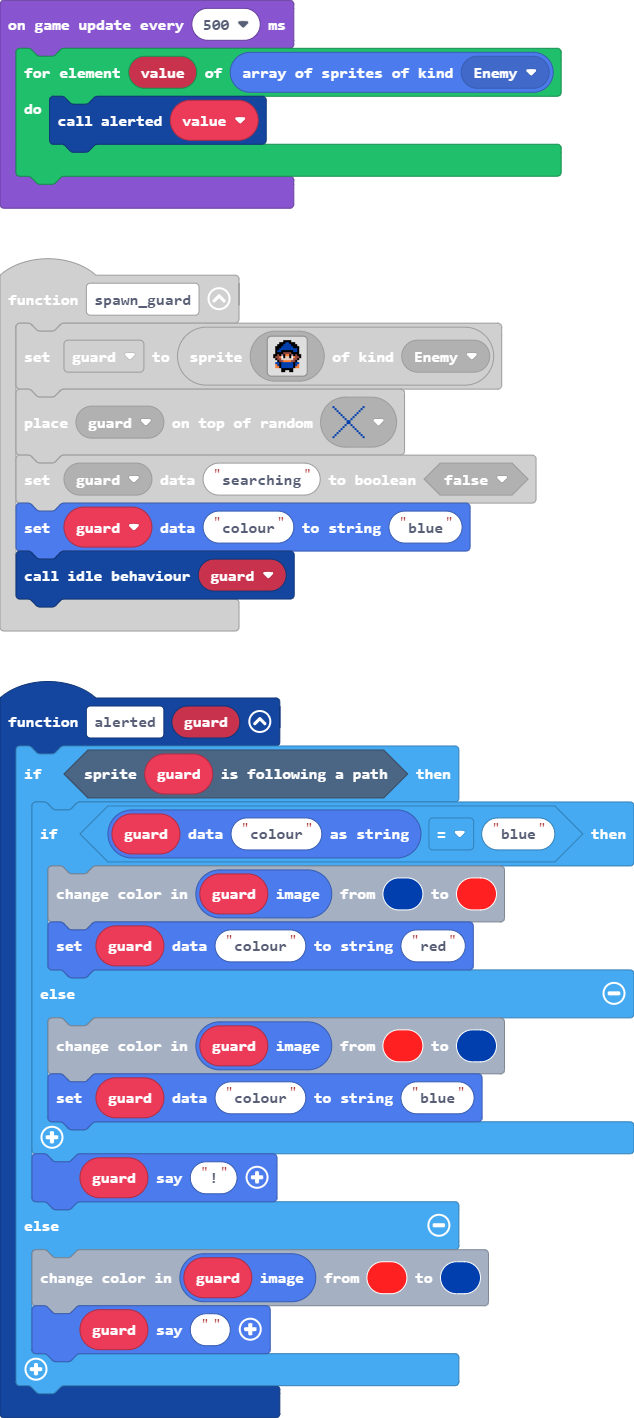 on game update every 500 ms
for element value of array of sprites of kind Enemy
do
call alerted value
function spawn_guard
set guard to sprite of kind Enemy
place guard on top of random
set guard data "searching" to boolean false
set guard data "colour" to string "blue"
call idle behaviour guard
function alerted guard
if sprite guard is following a path then
if guard data "colour" as string = "blue" then
change color in guard image from to
set guard data "colour" to string "red"
else
change color in guard image from to
set guard data "colour" to string "blue"
guard say "!"
else
change color in guard image from to
guard say " "